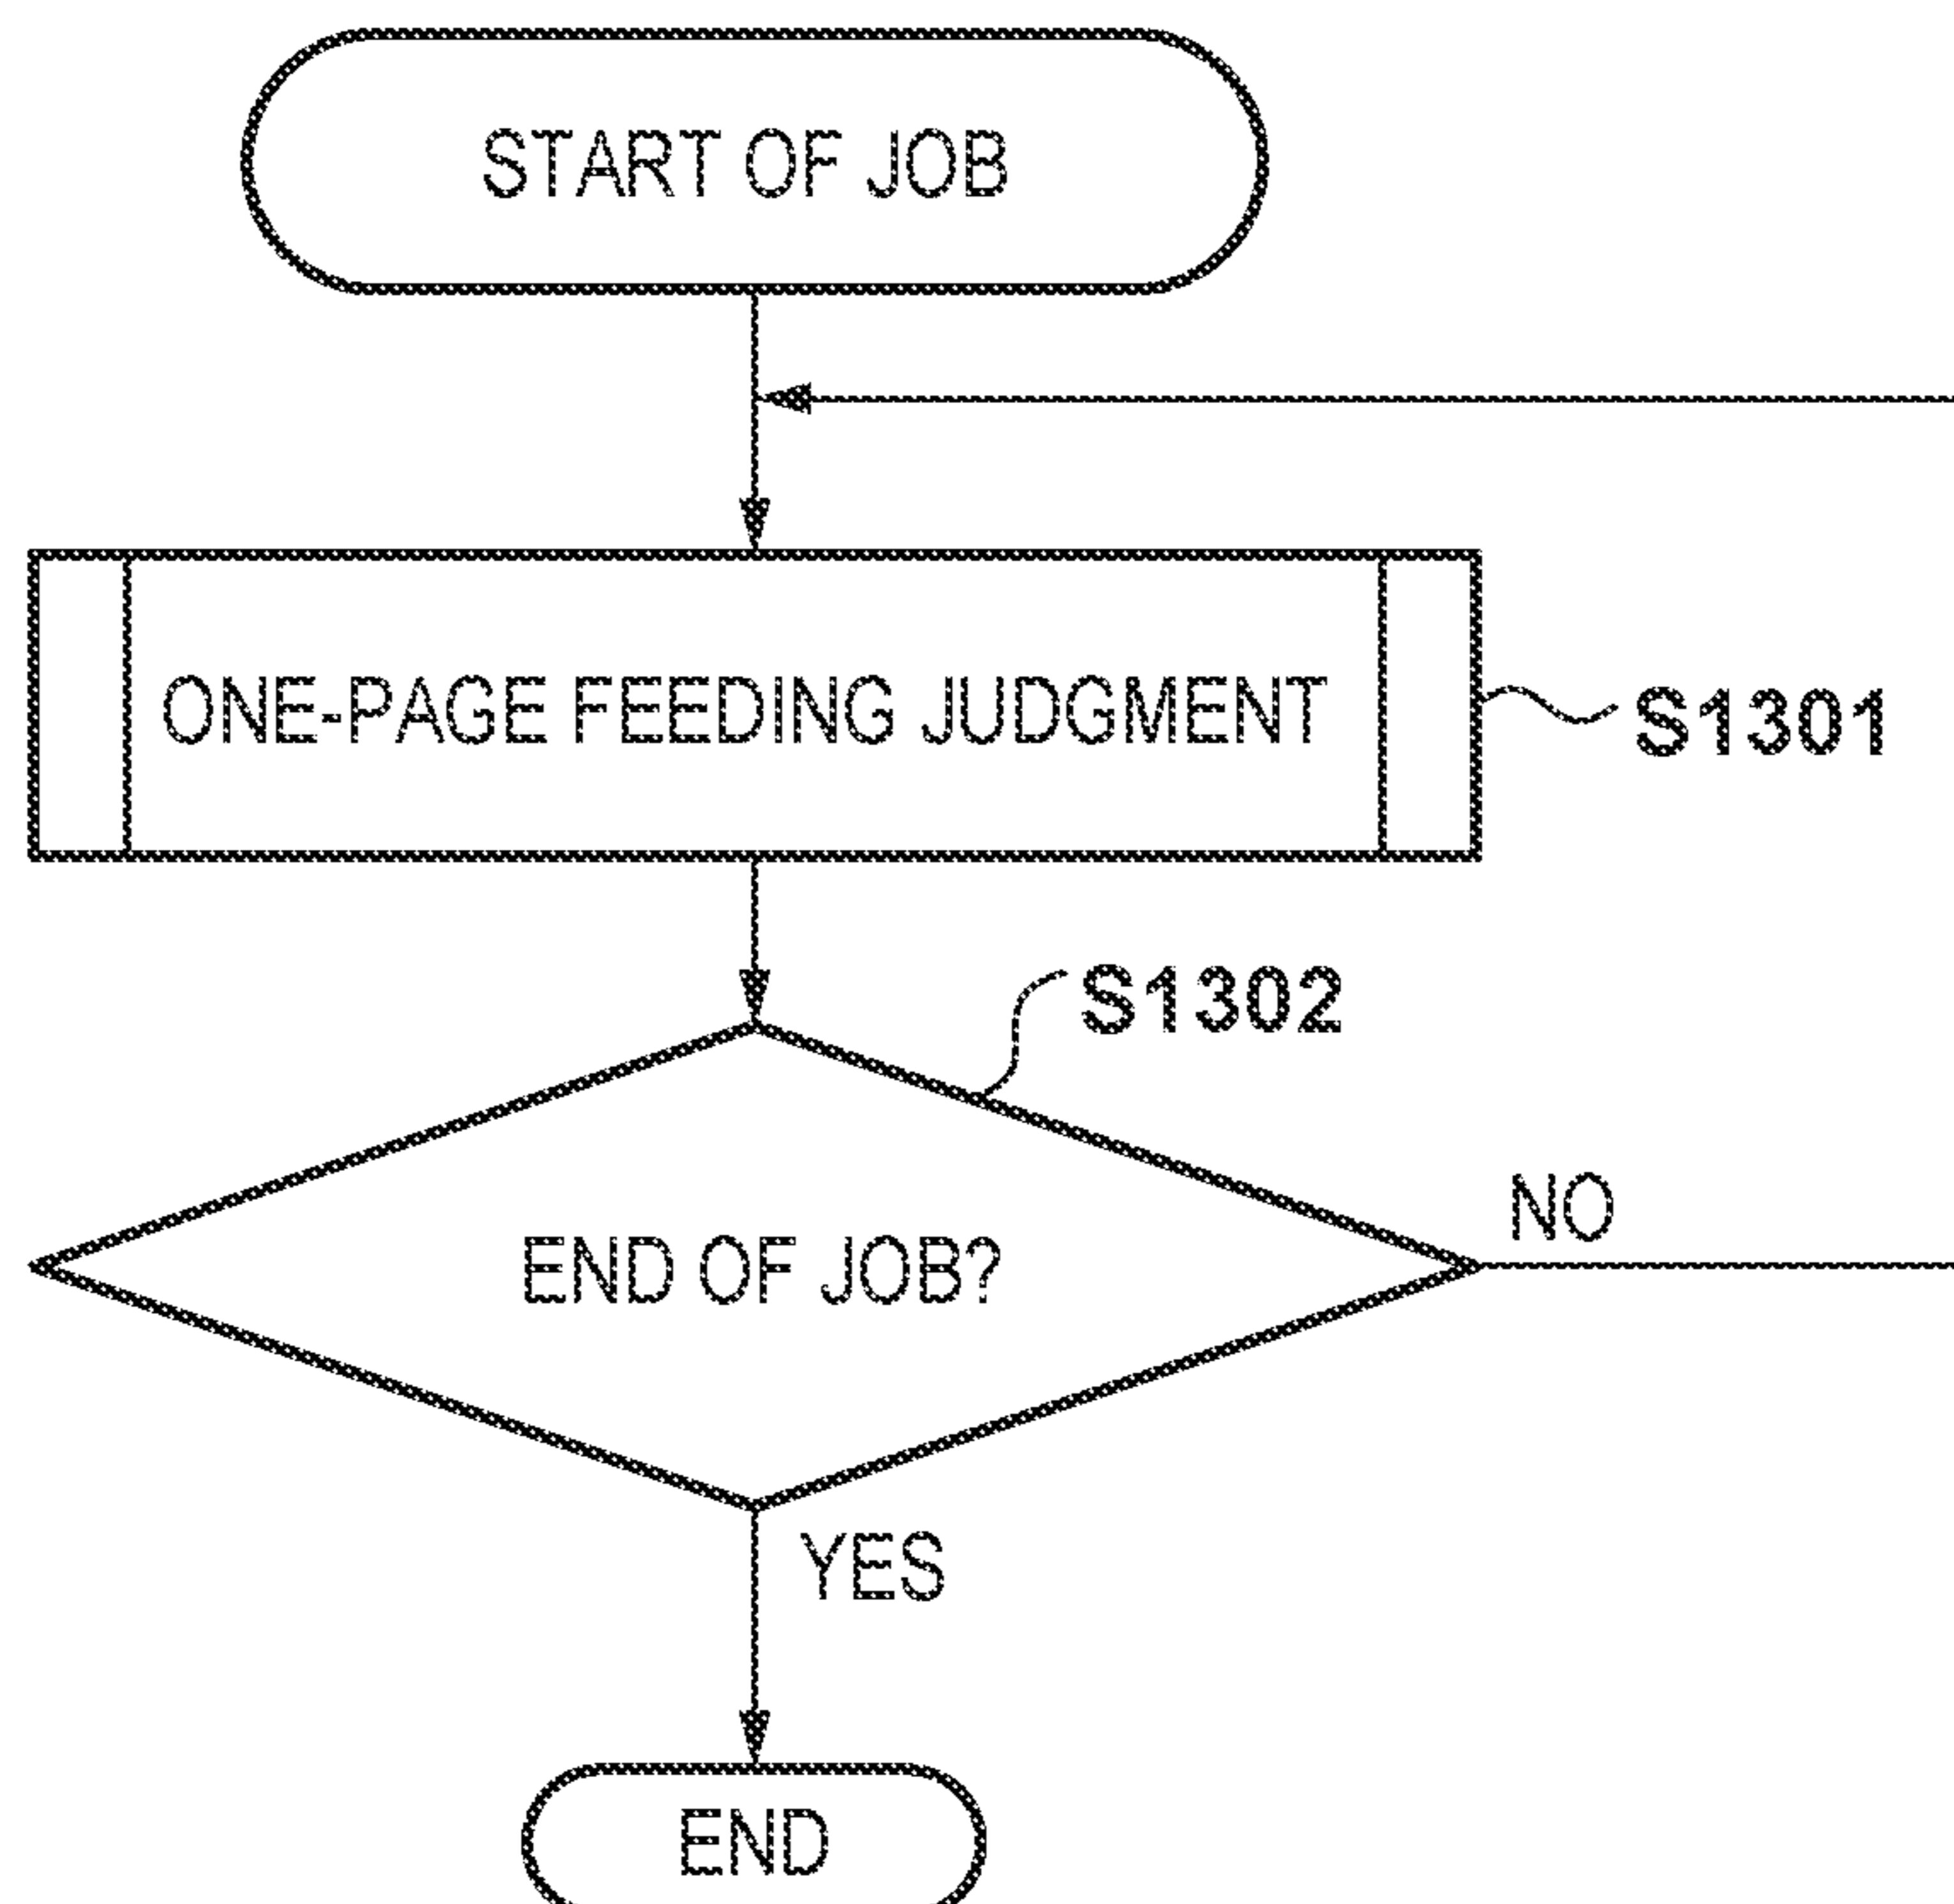 START OF JOB
ONE-PAGE FEEDING JUDGMENT
S1301
S1302
END OF JOB?
NO
YES
END